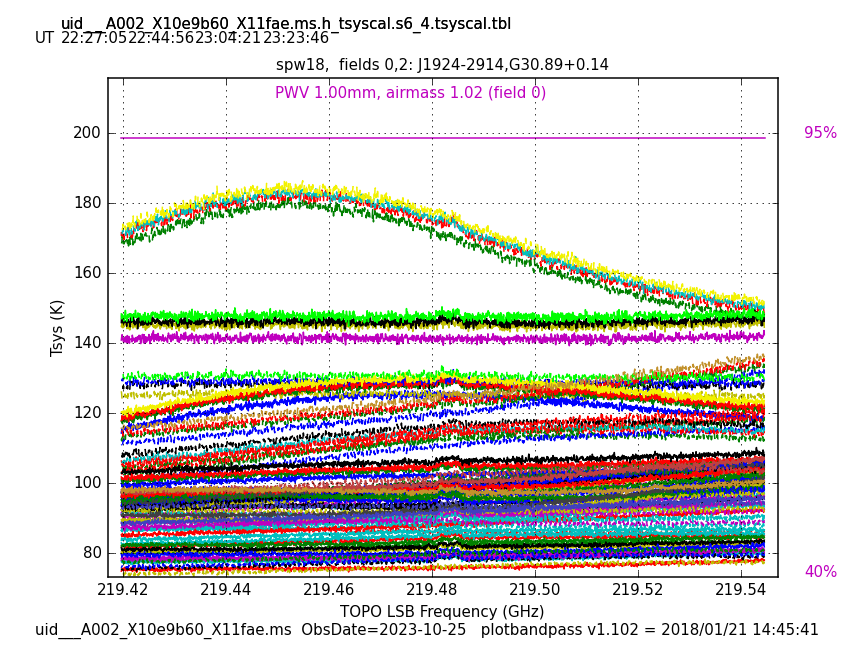 uid___A002_X10e9b60_X11fae.ms.h_tsyscal.s6_4.tsyscal.tbl
UT 22:27:05 22:44:56 23:04:21 23:23:46
spw18, fields 0,2: J1924-2914,G30.89+0.14
PWV 1.00mm, airmass 1.02 (field 0)
95%
200
180
160
140
120
100
80
Tsys (K)
40%
219.42 219.44 219.46 219.48 219.50 219.52 219.54
TOPO LSB Frequency (GHz)
uid___A002_X10e9b60_X11fae.ms ObsDate=2023-10-25 plotbandpass v1.102 = 2018/01/21 14:45:41